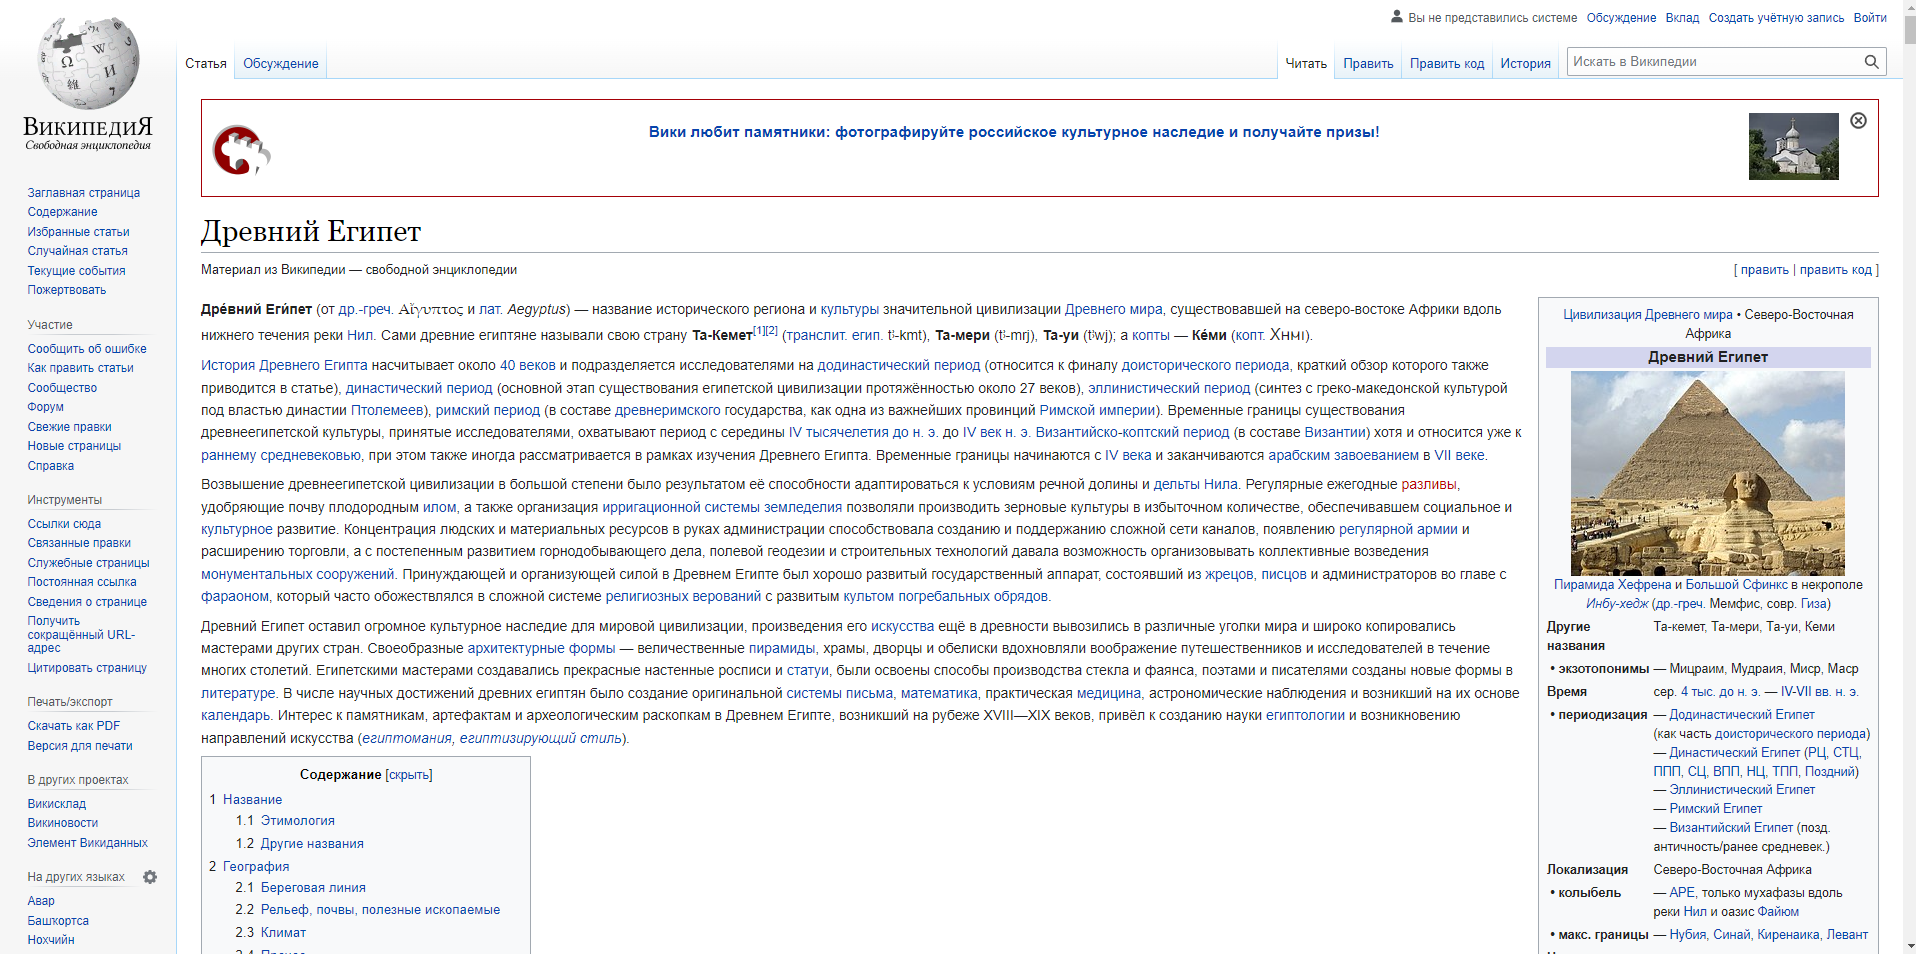 Вы не представились системе Обсуждение Вклад Создать учётную запись Войти
Статья Обсуждение Читать Править Править код История Искать в Википедии
ВикипедиЯ
Свободная энциклопедия
Заглавная страница
Содержание
Избранные статьи
Случайная статья
Текущие события
Пожертвовать
Участие
Сообщить об ошибке
Как править статьи
Сообщество
Форум
Свежие правки
Новые страницы
Справка
Инструменты
Ссылки сюда
Связанные правки
Служебные страницы
Постоянная ссылка
Сведения о странице
Получить
сокращённый URL-
адрес
Цитировать страницу
Печать/экспорт
Скачать как PDF
Версия для печати
В других проектах
Викисклад
Викиновости
Элемент Викиданных
На других языках
Авар
Башҡортса
Нохчийн
Вики любит памятники: фотографируйте российское культурное наследие и получайте призы!
Древний Египет
Материал из Википедии — свободной энциклопедии
[ править | править код ]
Дре́вний Еги́пет (от др.-греч. Αἴγυπτος и лат. Aegyptus) — название исторического региона и культуры значительной цивилизации Древнего мира, существовавшей на северо-востоке Африки вдоль
нижнего течения реки Нил. Сами древние египтяне называли свою страну Та-Кемет[1][2] (транслит. егип. tꜣ-kmt), Та-мери (tꜣ-mrj), Та-уи (tꜣwj); а копты — Ке́ми (копт. Ⲭⲏⲙⲓ).
История Древнего Египта насчитывает около 40 веков и подразделяется исследователями на додинастический период (относится к финалу доисторического периода, краткий обзор которого также
приводится в статье), династический период (основной этап существования египетской цивилизации протяжённостью около 27 веков), эллинистический период (синтез с греко-македонской культурой
под властью династии Птолемеев), римский период (в составе древнеримского государства, как одна из важнейших провинций Римской империи). Временные границы существования
древнеегипетской культуры, принятые исследователями, охватывают период с середины IV тысячелетия до н. э. до IV век н. э. Византийско-коптский период (в составе Византии) хотя и относится уже к
раннему средневековью, при этом также иногда рассматривается в рамках изучения Древнего Египта. Временные границы начинаются с IV века и заканчиваются арабским завоеванием в VII веке.
Возвышение древнеегипетской цивилизации в большой степени было результатом её способности адаптироваться к условиям речной долины и дельты Нила. Регулярные ежегодные разливы,
удобряющие почву плодородным илом, а также организация ирригационной системы земледелия позволяли производить зерновые культуры в избыточном количестве, обеспечивавшем социальное и
культурное развитие. Концентрация людских и материальных ресурсов в руках администрации способствовала созданию и поддержанию сложной сети каналов, появлению регулярной армии и
расширению торговли, а с постепенным развитием горнодобывающего дела, полевой геодезии и строительных технологий давала возможность организовывать коллективные возведения
монументальных сооружений. Принуждающей и организующей силой в Древнем Египте был хорошо развитый государственный аппарат, состоявший из жрецов, писцов и администраторов во главе с
фараоном, который часто обожествлялся в сложной системе религиозных верований с развитым культом погребальных обрядов.
Древний Египет оставил огромное культурное наследие для мировой цивилизации, произведения его искусства ещё в древности вывозились в различные уголки мира и широко копировались
мастерами других стран. Своеобразные архитектурные формы — величественные пирамиды, храмы, дворцы и обелиски вдохновляли воображение путешественников и исследователей в течение
многих столетий. Египетскими мастерами создавались прекрасные настенные росписи и статуи, были освоены способы производства стекла и фаянса, поэтами и писателями созданы новые формы в
литературе. В числе научных достижений древних египтян было создание оригинальной системы письма, математика, практическая медицина, астрономические наблюдения и возникший на их основе
календарь. Интерес к памятникам, артефактам и археологическим раскопкам в Древнем Египте, возникший на рубеже XVIII—XIX веков, привёл к созданию науки египтологии и возникновению
направлений искусства (египтомания, египтизирующий стиль).
Содержание [скрыть]
1 Название
1.1 Этимология
1.2 Другие названия
2 География
2.1 Береговая линия
2.2 Рельеф, почвы, полезные ископаемые
2.3 Климат
Цивилизация Древнего мира • Северо-Восточная
Африка
Древний Египет
Пирамида Хефрена и Большой Сфинкс в некрополе
Инбу-хедж (др.-греч. Мемфис, совр. Гиза)
Другие Та-кемет, Та-мери, Та-уи, Кеми
названия
• экзотопонимы — Мицраим, Мудраия, Миср, Маср
Время сер. 4 тыс. до н. э. — IV-VII вв. н. э.
• периодизация — Додинастический Египет
(как часть доисторического периода)
— Династический Египет (РЦ, СТЦ,
ППП, СЦ, ВПП, НЦ, ТПП, Поздний)
— Эллинистический Египет
— Римский Египет
— Византийский Египет (позд.
античность/ранее средневек.)
Локализация Северо-Восточная Африка
• колыбель — АРЕ, только мухафазы вдоль
реки Нил и оазис Файюм
• макс. границы — Нубия, Синай, Киренаика, Левант